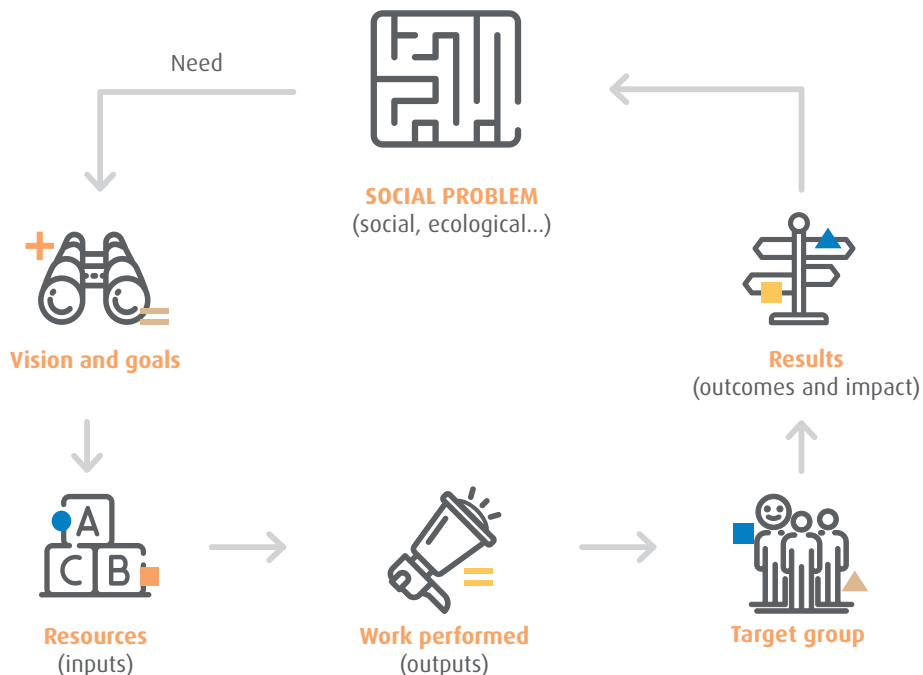 Need
SOCIAL PROBLEM
(social, ecological...)
Vision and goals
Results
(outcomes and impact)
A
C B
Resources
(inputs)
Work performed
(outputs)
Target group